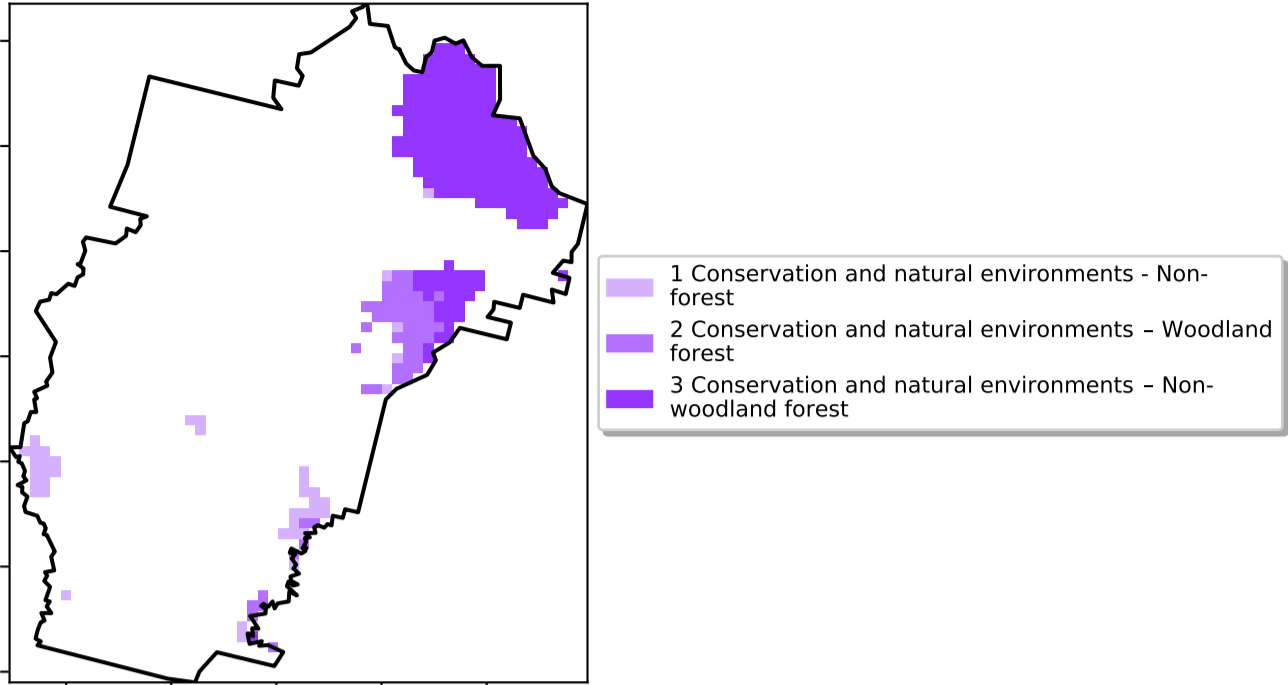 1 Conservation and natural environments - Non-
forest
2 Conservation and natural environments – Woodland
forest
3 Conservation and natural environments – Non-
woodland forest